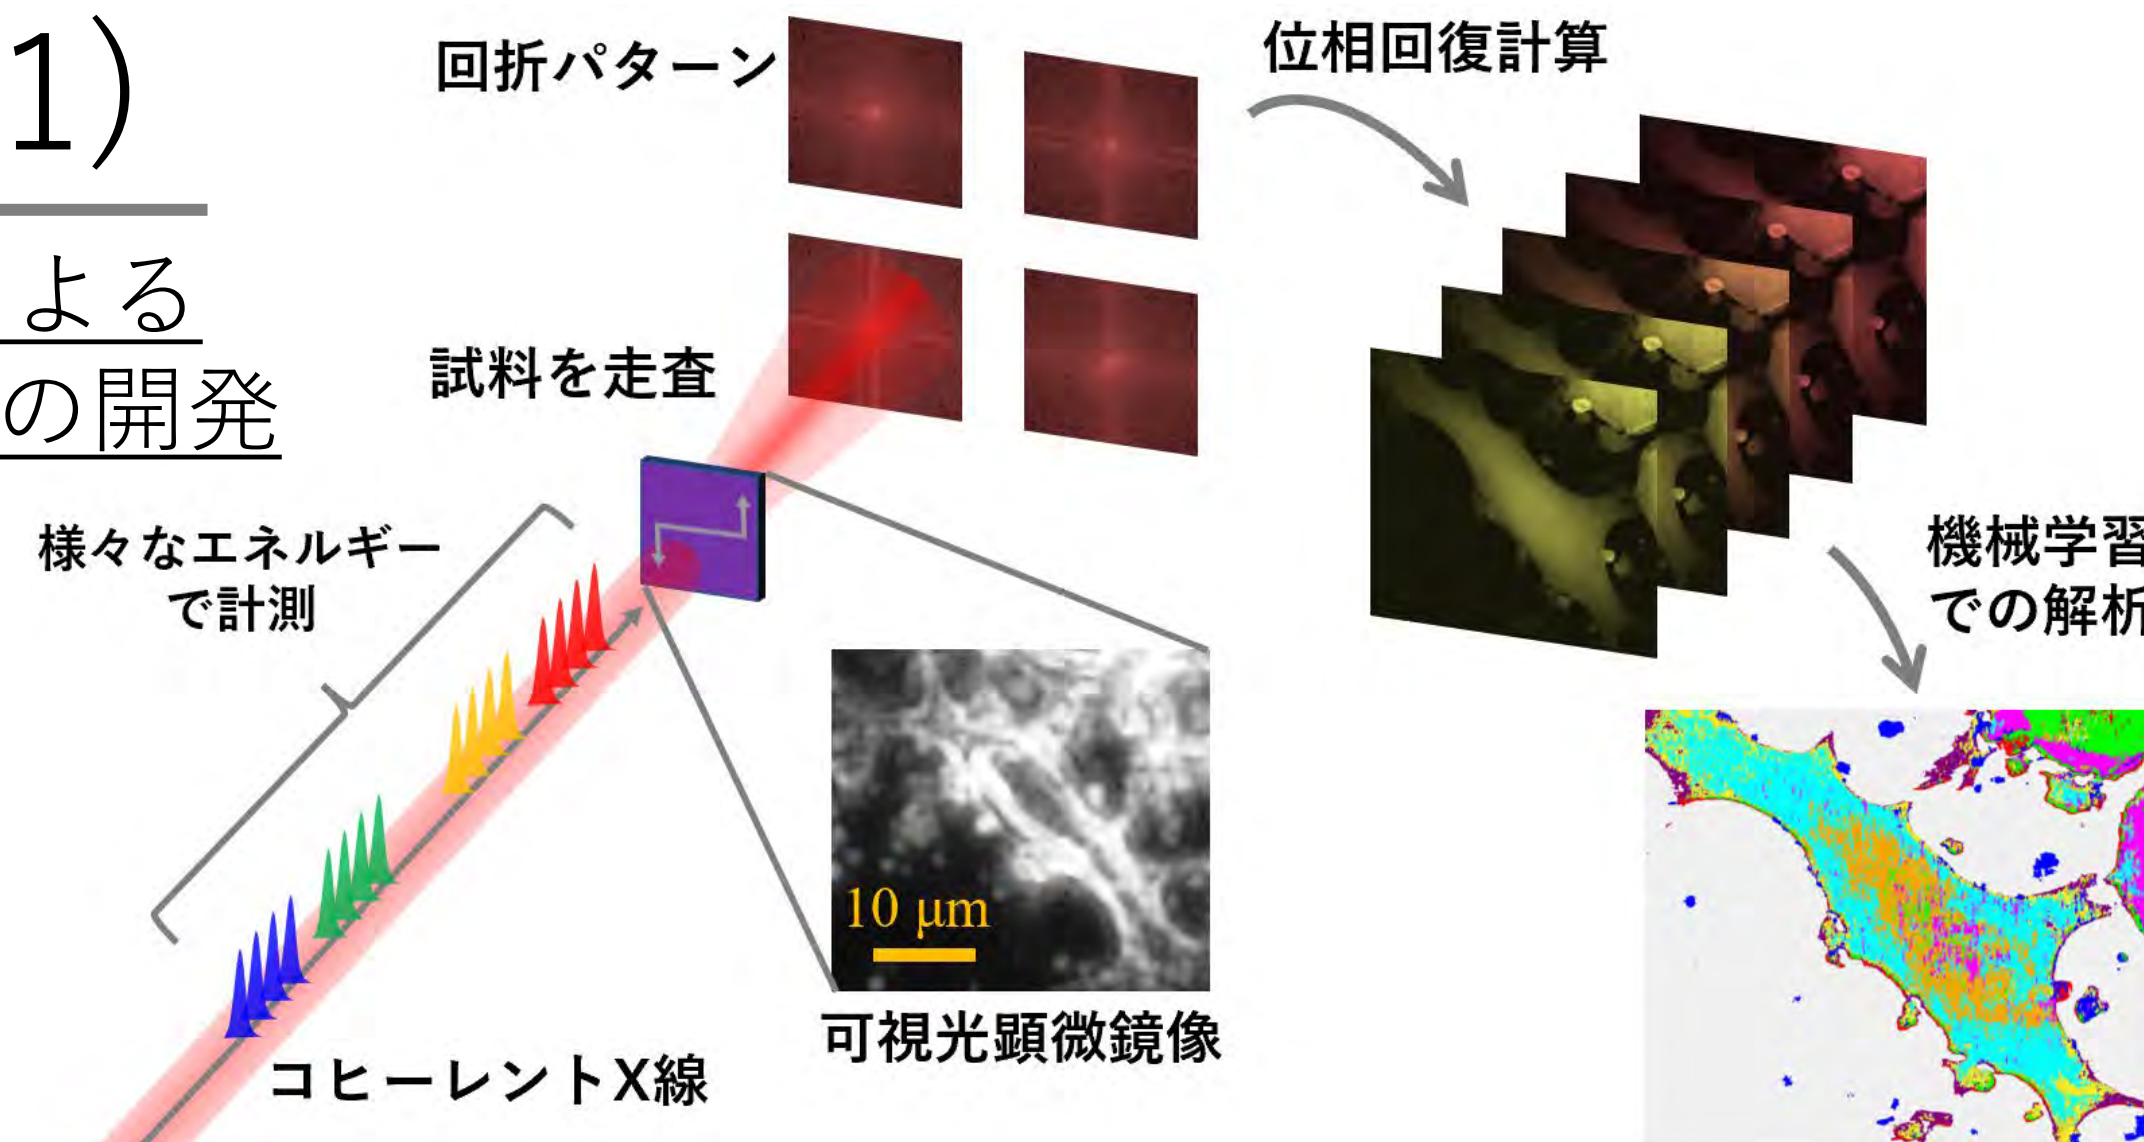 1)
よる
の開発
回折パターン
位相回復計算
試料を走査
様々なエネルギー
で計測
機械学習
での解析
10 μm
可視光顕微鏡像
コヒーレントX線